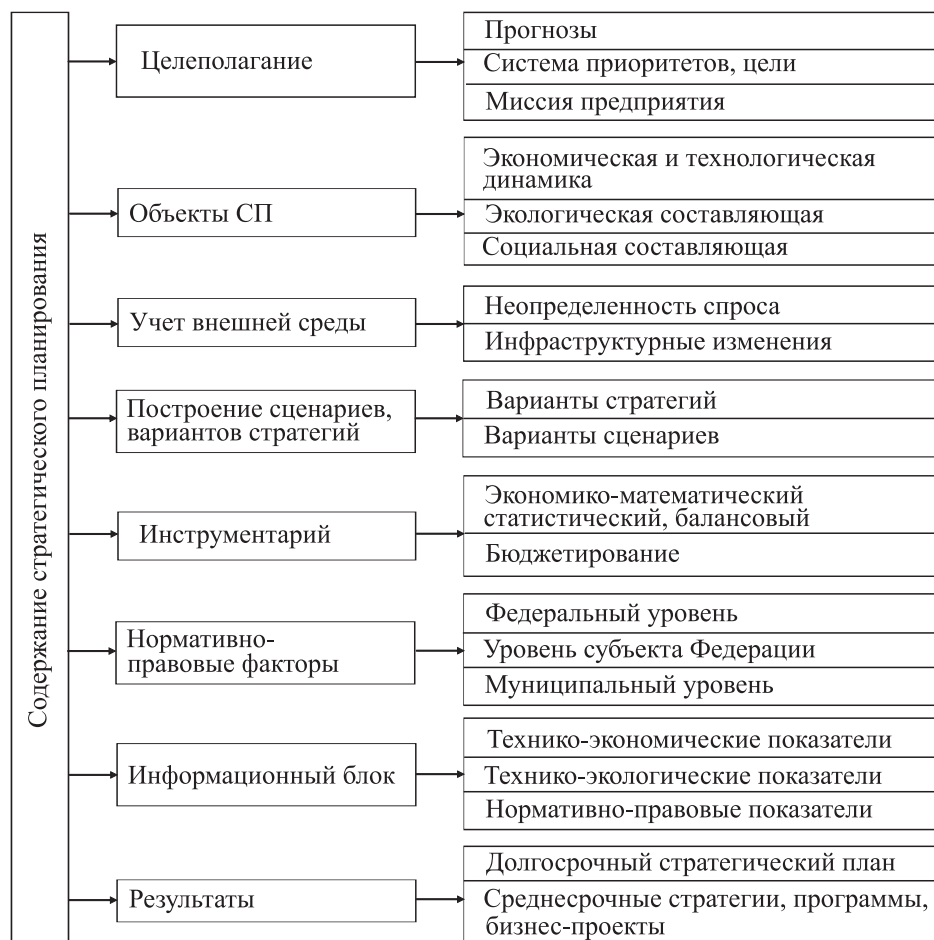 Содержание стратегического планирования
Целеполагание
Прогнозы
Система приоритетов, цели
Миссия предприятия
Объекты СП
Экономическая и технологическая
динамика
Экологическая составляющая
Социальная составляющая
Учет внешней среды
Неопределенность спроса
Инфраструктурные изменения
Построение сценариев,
вариантов стратегий
Варианты стратегий
Варианты сценариев
Инструментарий
Экономико-математический
статистический, балансовый
Бюджетирование
Нормативно-
правовые факторы
Федеральный уровень
Уровень субъекта Федерации
Муниципальный уровень
Информационный блок
Технико-экономические показатели
Технико-экологические показатели
Нормативно-правовые показатели
Результаты
Долгосрочный стратегический план
Среднесрочные стратегии, программы,
бизнес-проекты